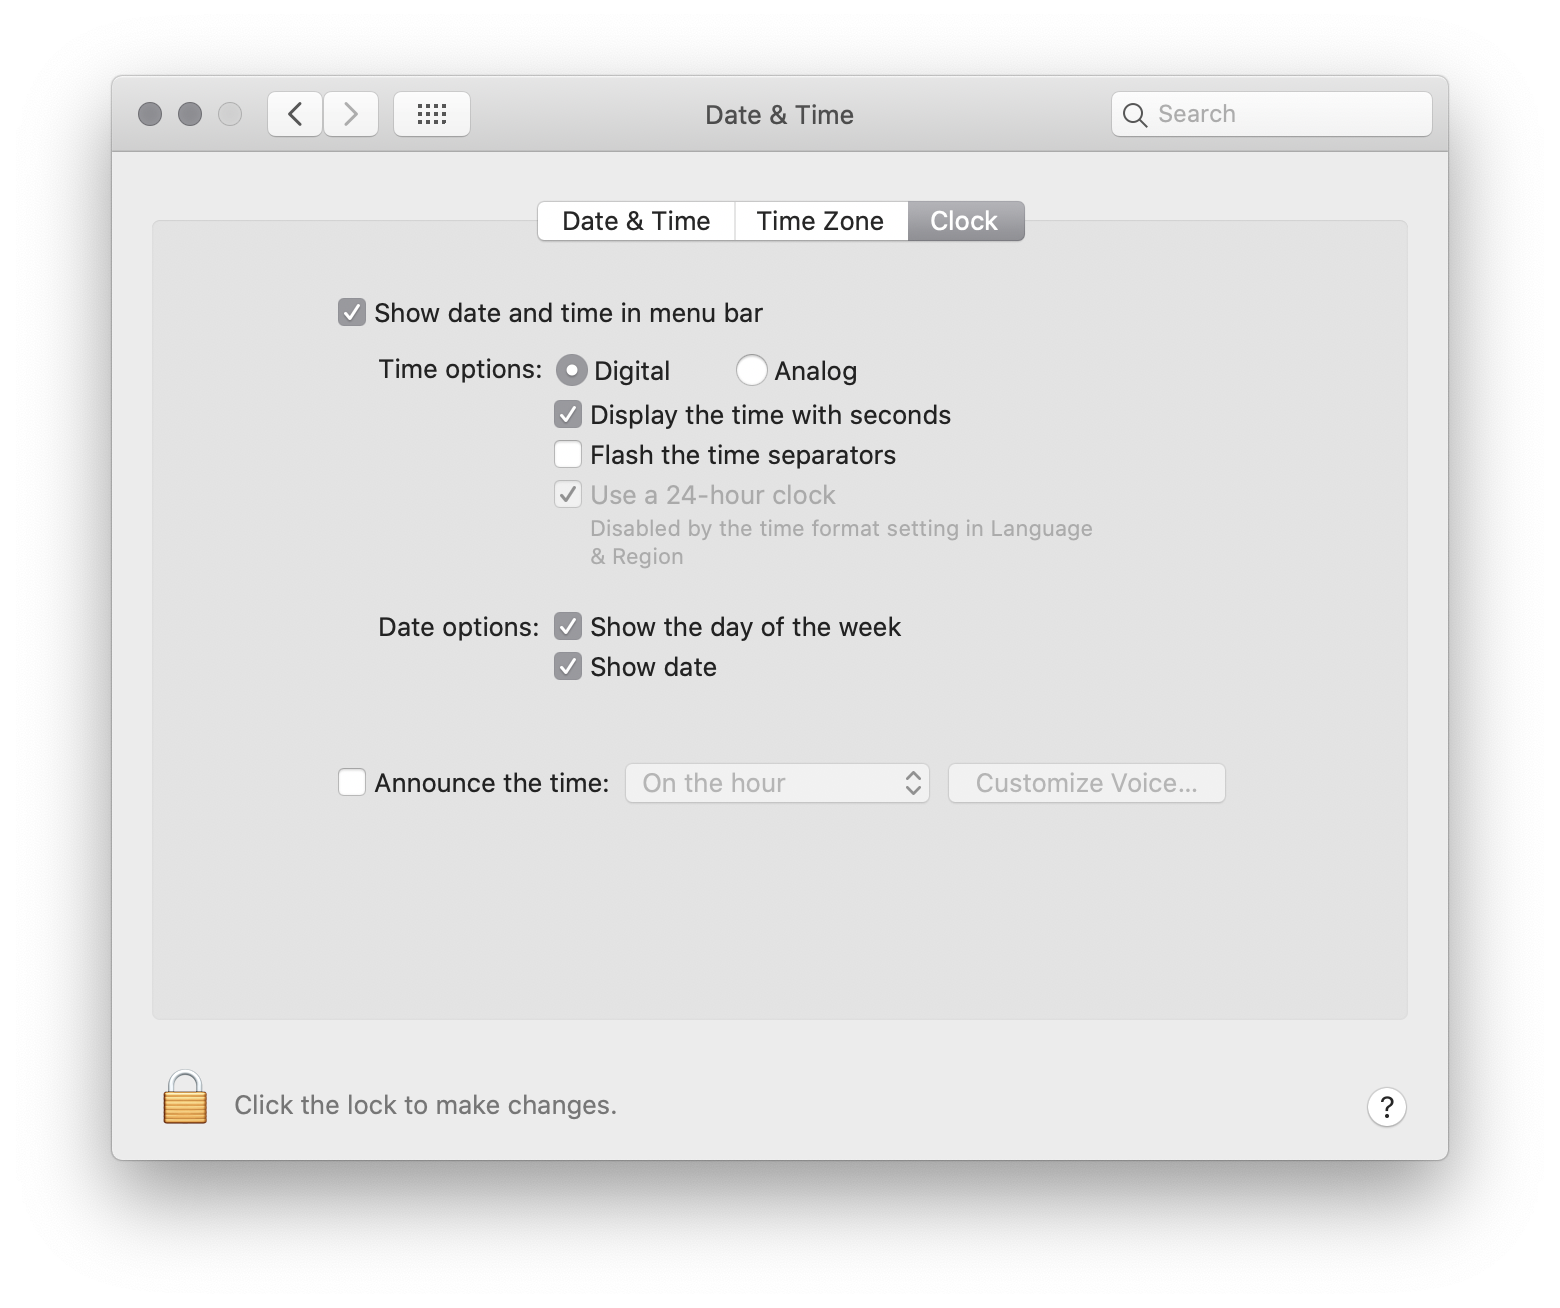 Date & Time
Search
Date & Time Time Zone Clock
Show date and time in menu bar
Time options: Digital Analog
Display the time with seconds
Flash the time separators
Use a 24-hour clock
Disabled by the time format setting in Language
& Region
Date options: Show the day of the week
Show date
Announce the time: On the hour Customize Voice...
Click the lock to make changes.
?